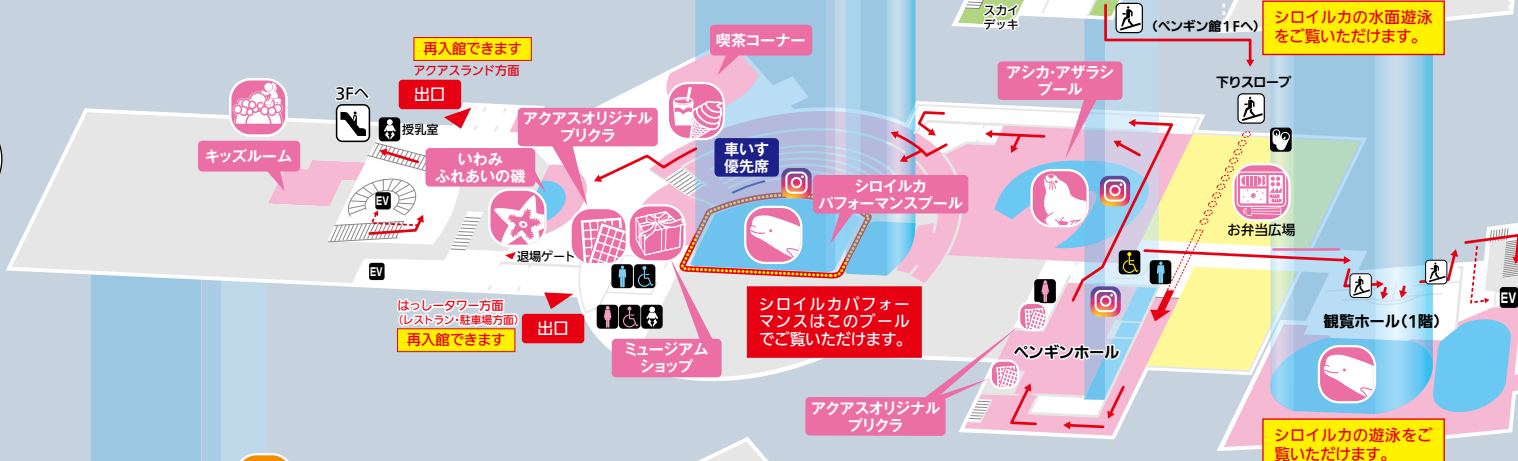 スカイ
デッキ
(ペンギン館1Fへ)
シロイルカの水面遊泳
をご覧いただけます。
喫茶コーナー
再入館できます
アクアスランド方面
出口
3Fへ
授乳室
キッズルーム
アクアスオリジナル
プリクラ
いわみ
ふれあいの磯
車いす
優先席
アシカ・アザラシ
プール
下りスロープ
シロイルカ
パフォーマンスプール
お弁当広場
EV
EV
退場ゲート
はっしータワー方面
(レストラン・駐車場方面)
再入館できます
出口
ミュージアム
ショップ
シロイルカパフォー
マンスはこのプール
でご覧いただけます。
ペンギンホール
アクアスオリジナル
プリクラ
観覧ホール(1階)
EV
シロイルカの遊泳をご
覧いただけます。